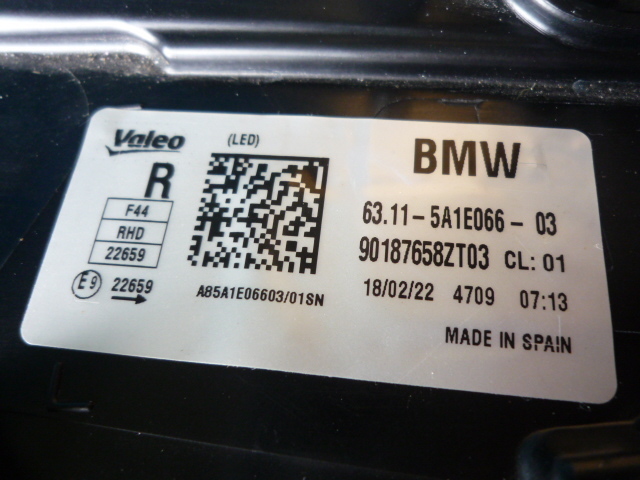 Valeo
(LED)
BMW
R
F44
RHD
22659
E9 22659
A85A1E06603/01SN
63.11-5A1E066-03
90187658ZT03 CL: 01
18/02/22 4709 07:13
MADE IN SPAIN
L